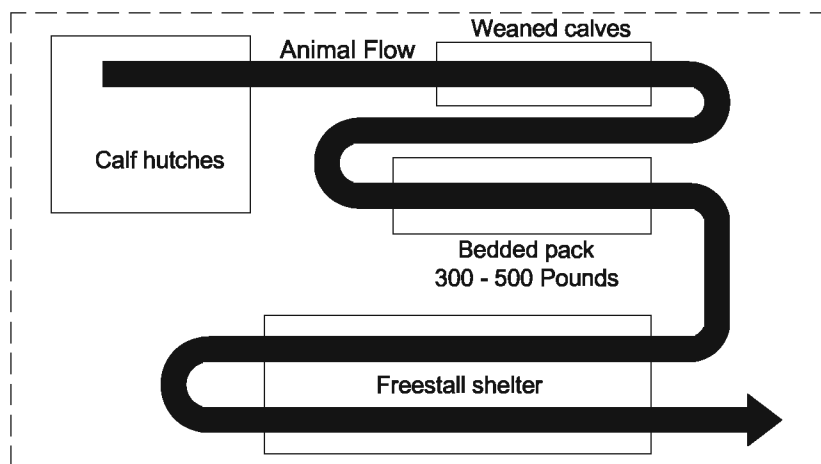 Weaned calves
Animal Flow
Calf hutches
Bedded pack
300 - 500 Pounds
Freestall shelter